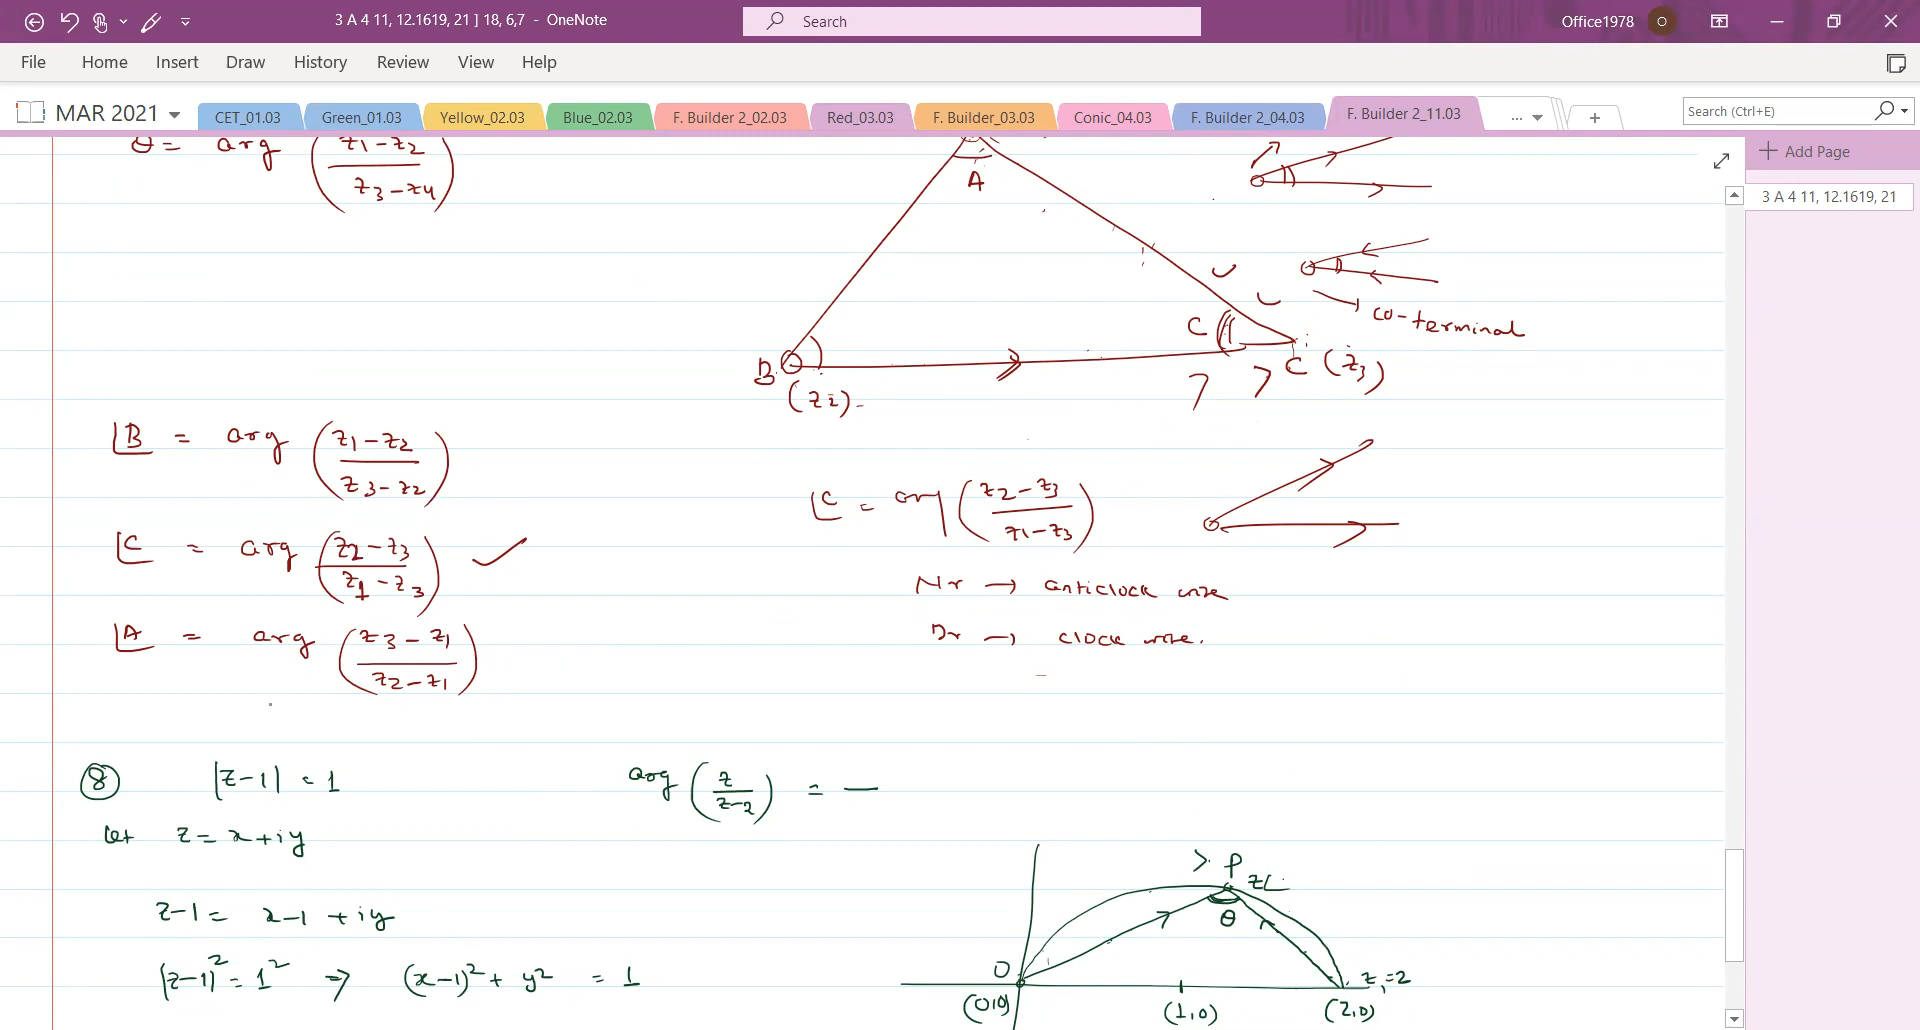 3 A 4 11, 12.1619, 21 ] 18, 6,7 - OneNote
Search
Office1978
File Home Insert Draw History Review View Help
MAR 2021
CET_01.03 Green_01.03 Yellow_02.03 Blue_02.03 F. Builder 2_02.03 Red_03.03 F. Builder_03.03 Conic_04.03 F. Builder 2_04.03 F. Builder 2_11.03 ...
Search (Ctrl+E)
Add Page
3 A 4 11, 12.1619, 21
θ = arg (z1-z2 / z3-z4)
A
co-terminal
C
B
C (z3)
(z2)
∠B = arg (z1-z2 / z3-z2)
∠C = arg (z2-z3 / z1-z3)
∠C = arg (z2-z3 / z1-z3) ✓
Nr → anticlock wise
∠A = arg (z3-z1 / z2-z1)
Dr → clock wise.
⑧ |z-1| = 1 arg (z / z-2) = —
let z = x+iy
P
z
θ
z-1 = x-1 +iy
|z-1|² = 1² ⇒ (x-1)² + y² = 1
O
z1=2
(0,0) (1,0) (2,0)